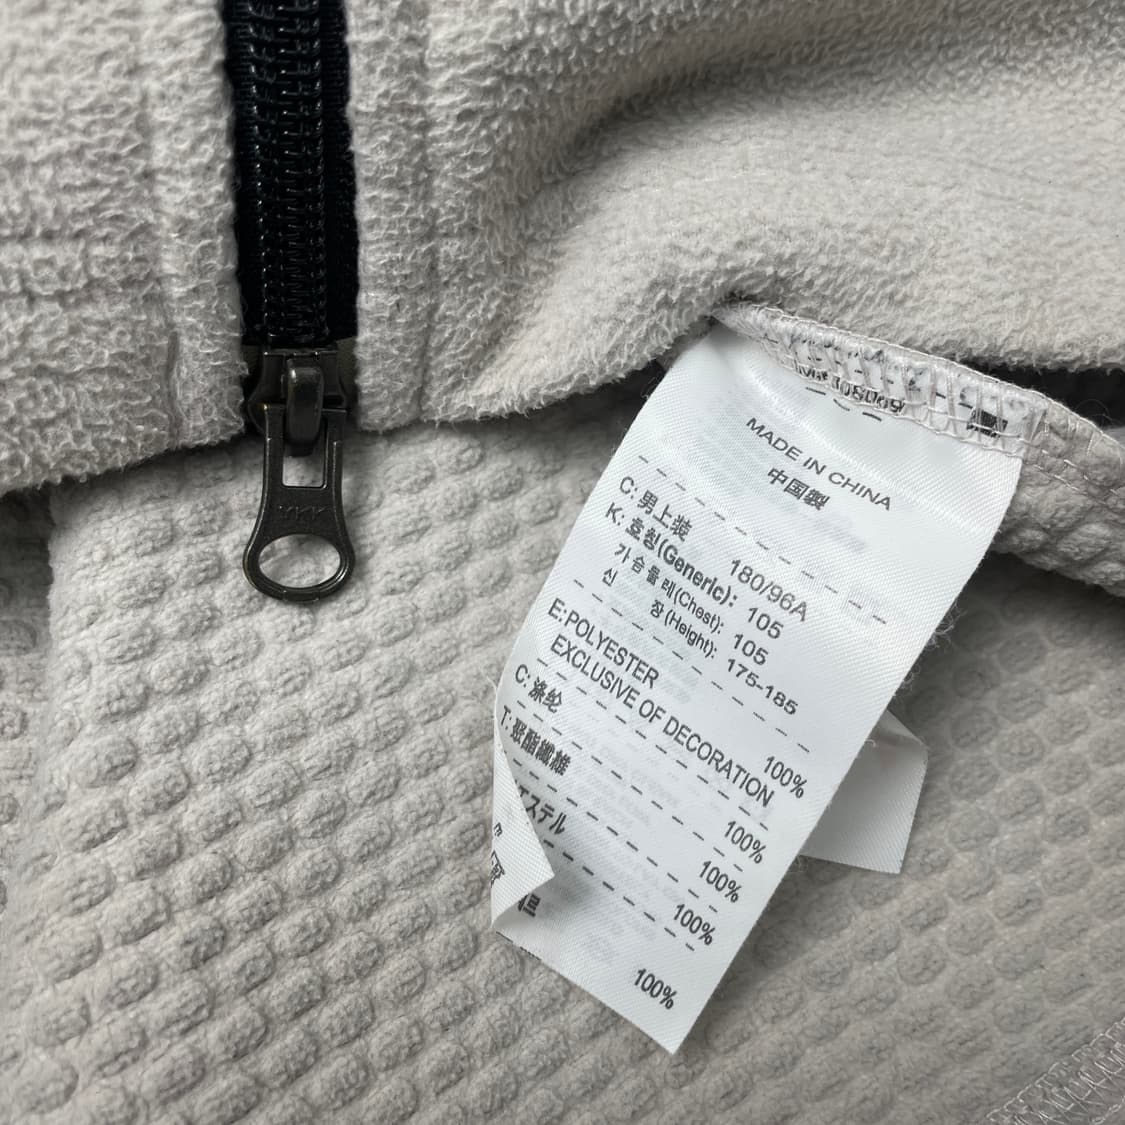 YKK
MADE IN CHINA
中国製
C: 男上装 180/96A
K: 호칭(Generic): 105
가슴둘레(Chest): 105
신장(Height): 175-185
E:POLYESTER 100%
EXCLUSIVE OF DECORATION
C: 涤纶 100%
T: 聚酯纖維 100%
エステル 100%
100%